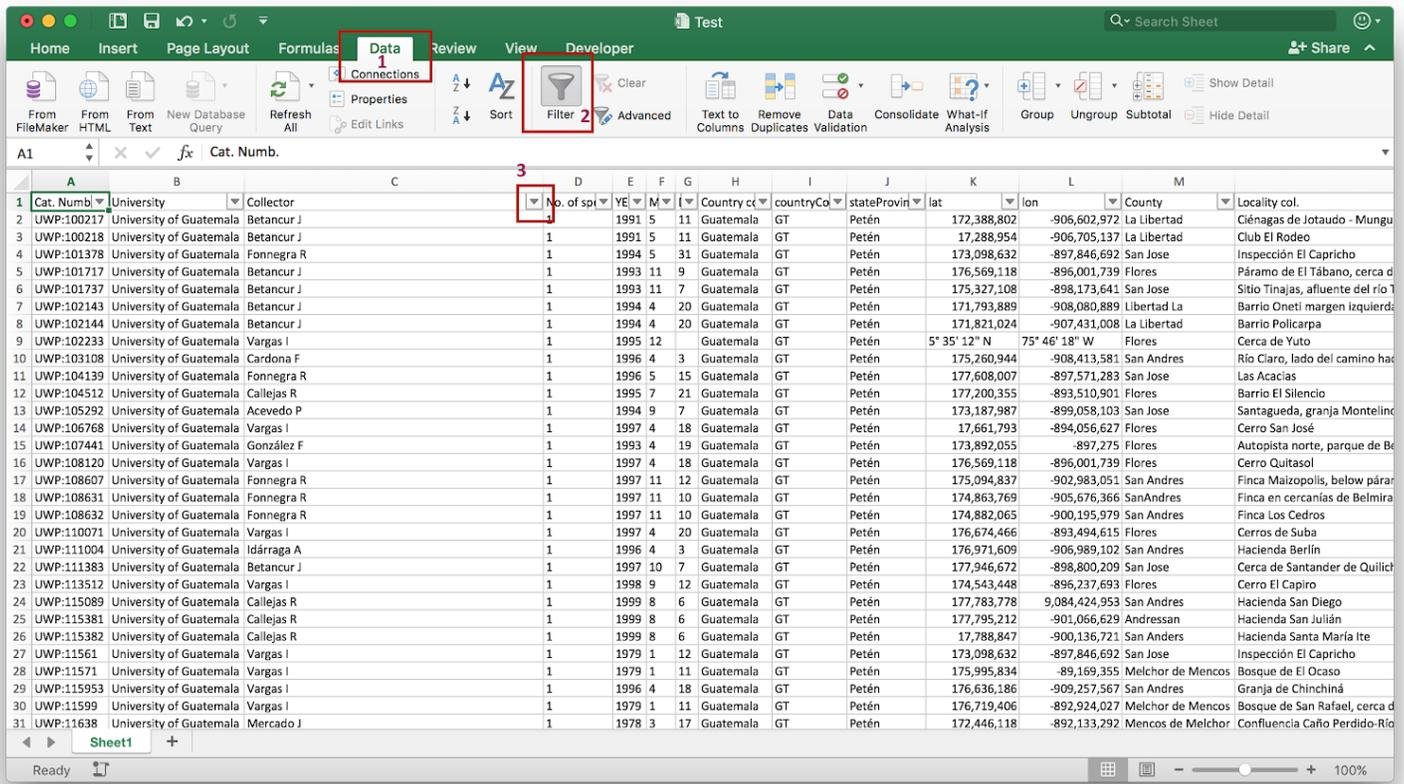 Test
Search Sheet
Home Insert Page Layout Formulas Data Review View Developer Share
1
Connections
Properties
Edit Links
From FileMaker
From HTML
From Text
New Database Query
Refresh All
Sort
Filter 2
Clear
Advanced
Text to Columns
Remove Duplicates
Data Validation
Consolidate
What-If Analysis
Group
Ungroup
Subtotal
Show Detail
Hide Detail
A1 fx Cat. Numb.
3
A B C D E F G H I J K L M
1 Cat. Numb University Collector No. of spe YE M Country co countryCo stateProvin lat lon County Locality col.
2 UWP:100217 University of Guatemala Betancur J 1 1991 5 11 Guatemala GT Petén 172,388,802 -906,602,972 La Libertad Ciénagas de Jotaudo - Mungu
3 UWP:100218 University of Guatemala Betancur J 1 1991 5 11 Guatemala GT Petén 17,288,954 -906,705,137 La Libertad Club El Rodeo
4 UWP:101378 University of Guatemala Fonnegra R 1 1994 5 31 Guatemala GT Petén 173,098,632 -897,846,692 San Jose Inspección El Capricho
5 UWP:101717 University of Guatemala Betancur J 1 1993 11 9 Guatemala GT Petén 176,569,118 -896,001,739 Flores Páramo de El Tábano, cerca d
6 UWP:101737 University of Guatemala Betancur J 1 1993 11 7 Guatemala GT Petén 175,327,108 -898,173,641 San Jose Sitio Tinajas, afluente del río T
7 UWP:102143 University of Guatemala Betancur J 1 1994 4 20 Guatemala GT Petén 171,793,889 -908,080,889 Libertad La Barrio Oneti margen izquierda
8 UWP:102144 University of Guatemala Betancur J 1 1994 4 20 Guatemala GT Petén 171,821,024 -907,431,008 La Libertad Barrio Policarpa
9 UWP:102233 University of Guatemala Vargas I 1 1995 12 Guatemala GT Petén 5° 35' 12" N 75° 46' 18" W Flores Cerca de Yuto
10 UWP:103108 University of Guatemala Cardona F 1 1996 4 3 Guatemala GT Petén 175,260,944 -908,413,581 San Andres Río Claro, lado del camino hac
11 UWP:104139 University of Guatemala Fonnegra R 1 1996 5 15 Guatemala GT Petén 177,608,007 -897,571,283 San Jose Las Acacias
12 UWP:104512 University of Guatemala Callejas R 1 1995 7 21 Guatemala GT Petén 177,200,355 -893,510,901 Flores Barrio El Silencio
13 UWP:105292 University of Guatemala Acevedo P 1 1994 9 7 Guatemala GT Petén 173,187,987 -899,058,103 San Jose Santagueda, granja Montelino
14 UWP:106768 University of Guatemala Vargas I 1 1997 4 18 Guatemala GT Petén 17,661,793 -894,056,627 Flores Cerro San José
15 UWP:107441 University of Guatemala González F 1 1993 4 19 Guatemala GT Petén 173,892,055 -897,275 Flores Autopista norte, parque de Be
16 UWP:108120 University of Guatemala Vargas I 1 1997 4 18 Guatemala GT Petén 176,569,118 -896,001,739 Flores Cerro Quitasol
17 UWP:108607 University of Guatemala Fonnegra R 1 1997 11 12 Guatemala GT Petén 175,094,837 -902,983,051 San Andres Finca Maizopolis, below párar
18 UWP:108631 University of Guatemala Fonnegra R 1 1997 11 10 Guatemala GT Petén 174,863,769 -905,676,366 SanAndres Finca en cercanías de Belmira
19 UWP:108632 University of Guatemala Fonnegra R 1 1997 11 10 Guatemala GT Petén 174,882,065 -900,195,979 San Andres Finca Los Cedros
20 UWP:110071 University of Guatemala Vargas I 1 1997 4 20 Guatemala GT Petén 176,674,466 -893,494,615 Flores Cerros de Suba
21 UWP:111004 University of Guatemala Idárraga A 1 1996 4 3 Guatemala GT Petén 176,971,609 -906,989,102 San Andres Hacienda Berlín
22 UWP:111383 University of Guatemala Betancur J 1 1997 10 7 Guatemala GT Petén 177,946,672 -898,800,209 San Jose Cerca de Santander de Quilich
23 UWP:113512 University of Guatemala Vargas I 1 1998 9 12 Guatemala GT Petén 174,543,448 -896,237,693 Flores Cerro El Capiro
24 UWP:115089 University of Guatemala Callejas R 1 1999 8 6 Guatemala GT Petén 177,783,778 9,084,424,953 San Andres Hacienda San Diego
25 UWP:115381 University of Guatemala Callejas R 1 1999 8 6 Guatemala GT Petén 177,795,212 -901,066,629 Andressan Hacienda San Julián
26 UWP:115382 University of Guatemala Callejas R 1 1999 8 6 Guatemala GT Petén 17,788,847 -900,136,721 San Anders Hacienda Santa María Ite
27 UWP:11561 University of Guatemala Vargas I 1 1979 1 12 Guatemala GT Petén 173,098,632 -897,846,692 San Jose Inspección El Capricho
28 UWP:11571 University of Guatemala Vargas I 1 1979 1 11 Guatemala GT Petén 175,995,834 -89,169,355 Melchor de Mencos Bosque de El Ocaso
29 UWP:115953 University of Guatemala Vargas I 1 1996 4 18 Guatemala GT Petén 176,636,186 -909,257,567 San Andres Granja de Chinchiná
30 UWP:11599 University of Guatemala Vargas I 1 1979 1 11 Guatemala GT Petén 176,719,406 -892,924,027 Melchor de Mencos Bosque de San Rafael, cerca d
31 UWP:11638 University of Guatemala Mercado J 1 1978 3 17 Guatemala GT Petén 172,446,118 -892,133,292 Mencos de Melchor Confluencia Caño Perdido-Río
Sheet1
Ready 100%